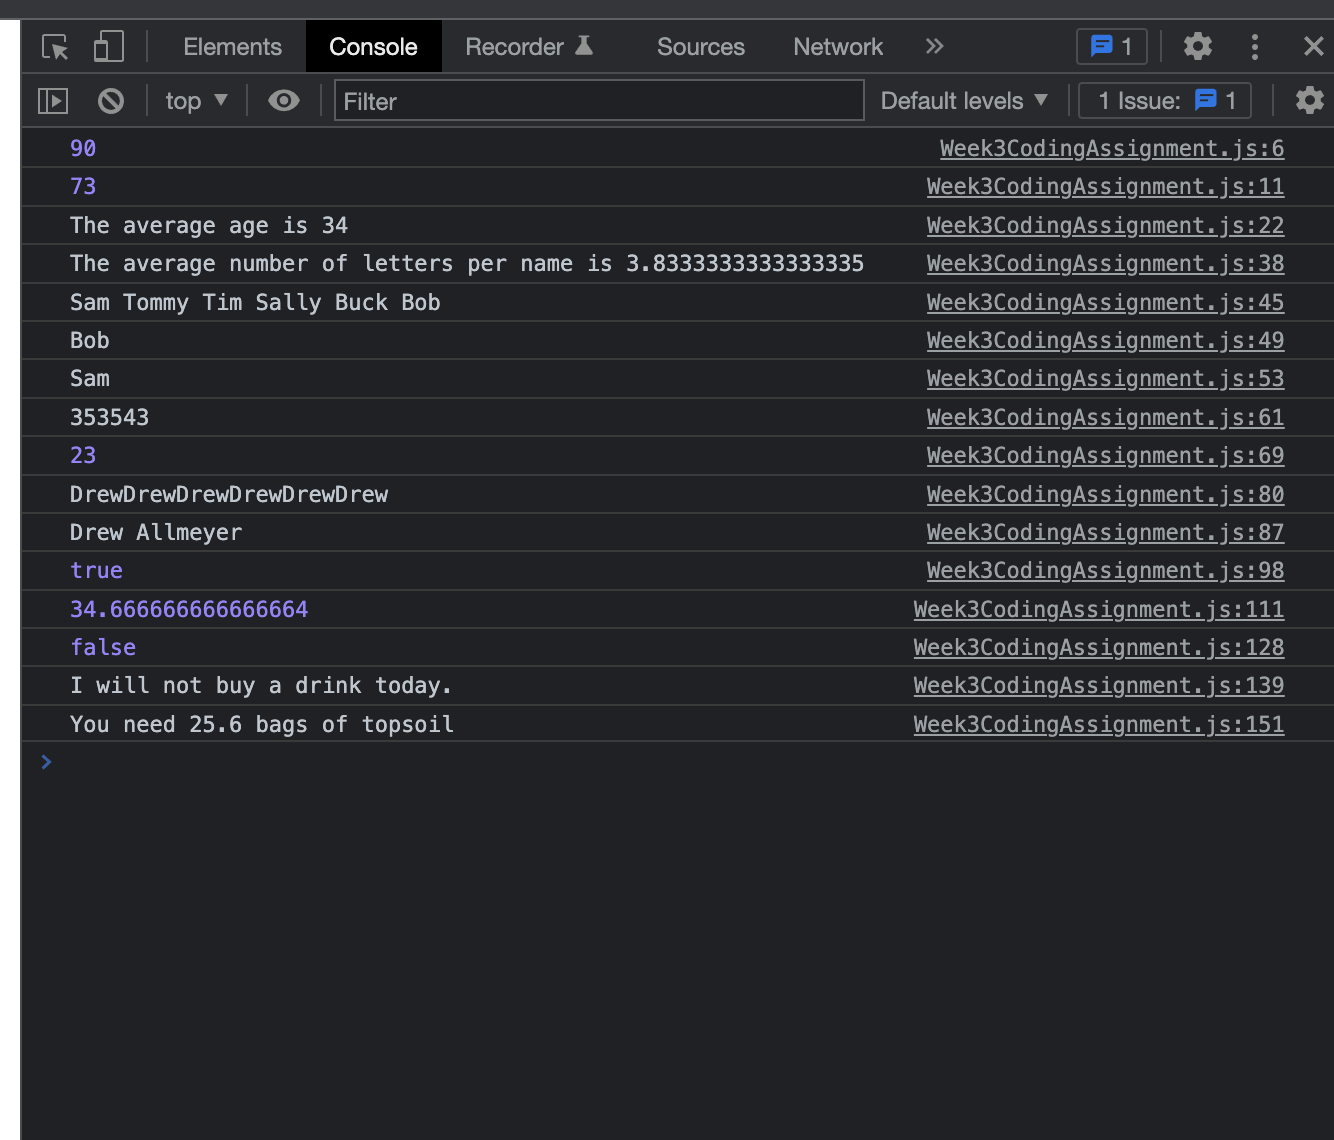 Elements Console Recorder Sources Network 1
top Filter Default levels 1 Issue: 1
90 Week3CodingAssignment.js:6
73 Week3CodingAssignment.js:11
The average age is 34 Week3CodingAssignment.js:22
The average number of letters per name is 3.8333333333333335 Week3CodingAssignment.js:38
Sam Tommy Tim Sally Buck Bob Week3CodingAssignment.js:45
Bob Week3CodingAssignment.js:49
Sam Week3CodingAssignment.js:53
353543 Week3CodingAssignment.js:61
23 Week3CodingAssignment.js:69
DrewDrewDrewDrewDrewDrew Week3CodingAssignment.js:80
Drew Allmeyer Week3CodingAssignment.js:87
true Week3CodingAssignment.js:98
34.666666666666664 Week3CodingAssignment.js:111
false Week3CodingAssignment.js:128
I will not buy a drink today. Week3CodingAssignment.js:139
You need 25.6 bags of topsoil Week3CodingAssignment.js:151